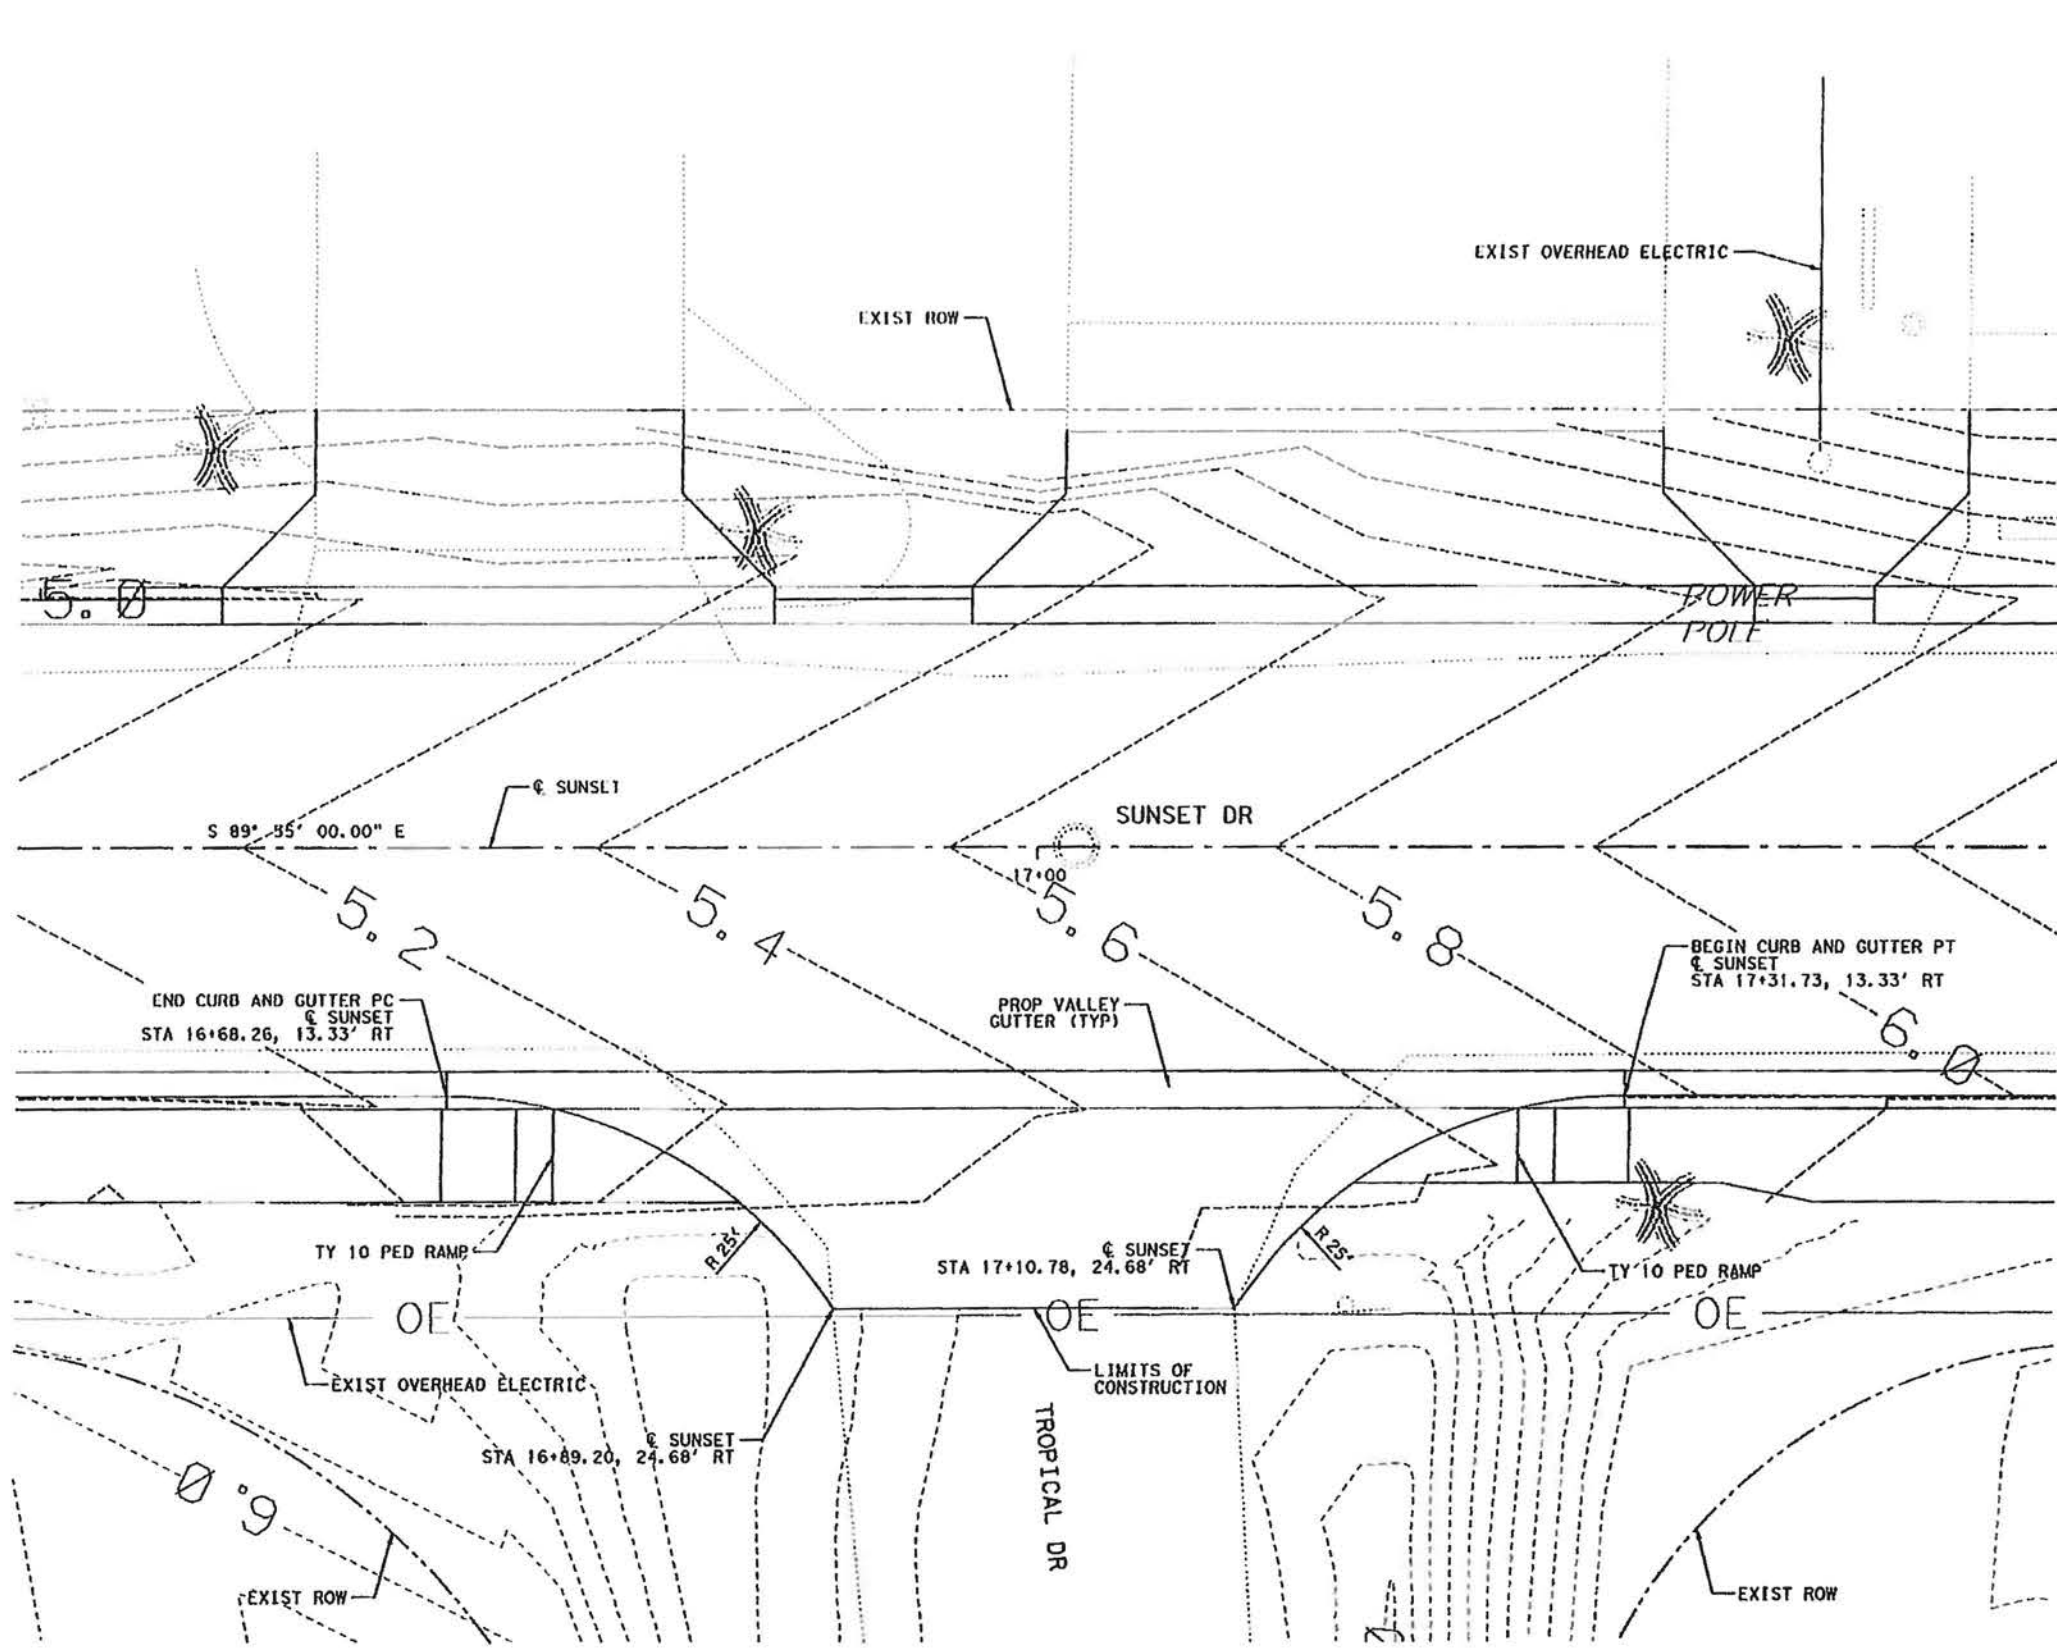 EXIST OVERHEAD ELECTRIC
EXIST ROW
5.0
POWER
POLE
℄ SUNSET
SUNSET DR
S 89° 55' 00.00" E
17+00
5.2
5.4
5.6
5.8
BEGIN CURB AND GUTTER PT
℄ SUNSET
STA 17+31.73, 13.33' RT
END CURB AND GUTTER PC
℄ SUNSET
STA 16+68.26, 13.33' RT
PROP VALLEY
GUTTER (TYP)
6.0
TY 10 PED RAMP
R 25'
℄ SUNSET
STA 17+10.78, 24.68' RT
R 25'
TY 10 PED RAMP
OE
OE
OE
EXIST OVERHEAD ELECTRIC
LIMITS OF
CONSTRUCTION
℄ SUNSET
STA 16+89.20, 24.68' RT
TROPICAL DR
6.0
EXIST ROW
EXIST ROW